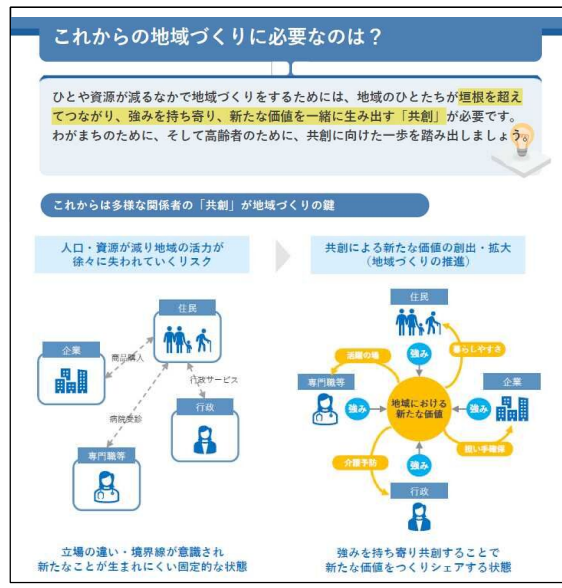 これからの地域づくりに必要なのは？
ひとや資源が減るなかで地域づくりをするためには、地域のひとたちが垣根を超え
てつながり、強みを持ち寄り、新たな価値を一緒に生み出す「共創」が必要です。
わがまちのために、そして高齢者のために、共創に向けた一歩を踏み出しましょう。
これからは多様な関係者の「共創」が地域づくりの鍵
人口・資源が減り地域の活力が
徐々に失われていくリスク
住民
企業
商品購入
行政サービス
行政
病院受診
専門職等
立場の違い・境界線が意識され
新たなことが生まれにくい固定的な状態
共創による新たな価値の創出・拡大
（地域づくりの推進）
住民
強み
活躍の場
暮らしやすさ
専門職等
強み
地域における
新たな価値
強み
企業
担い手確保
介護予防
強み
行政
強みを持ち寄り共創することで
新たな価値をつくりシェアする状態